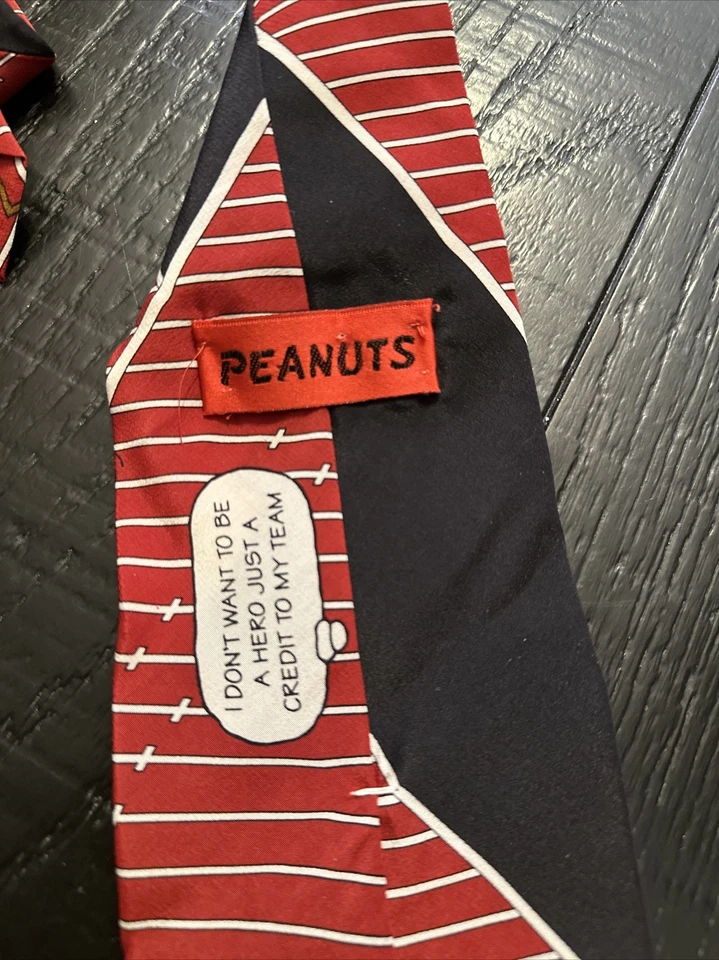 PEANUTS
I DON'T WANT TO BE
A HERO JUST A
CREDIT TO MY TEAM